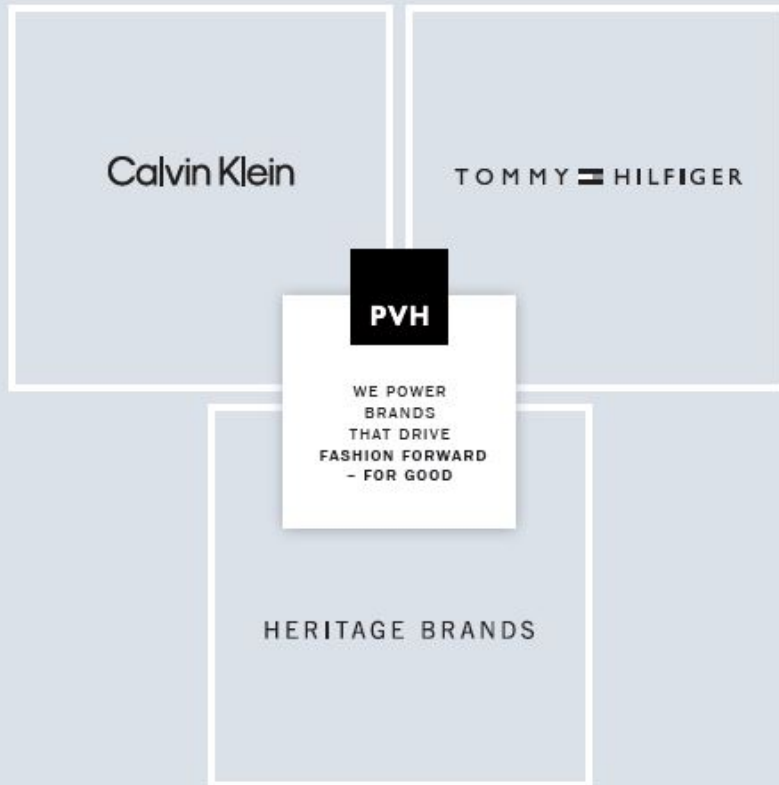 Calvin Klein
TOMMY HILFIGER
PVH
WE POWER
BRANDS
THAT DRIVE
FASHION FORWARD
– FOR GOOD
HERITAGE BRANDS